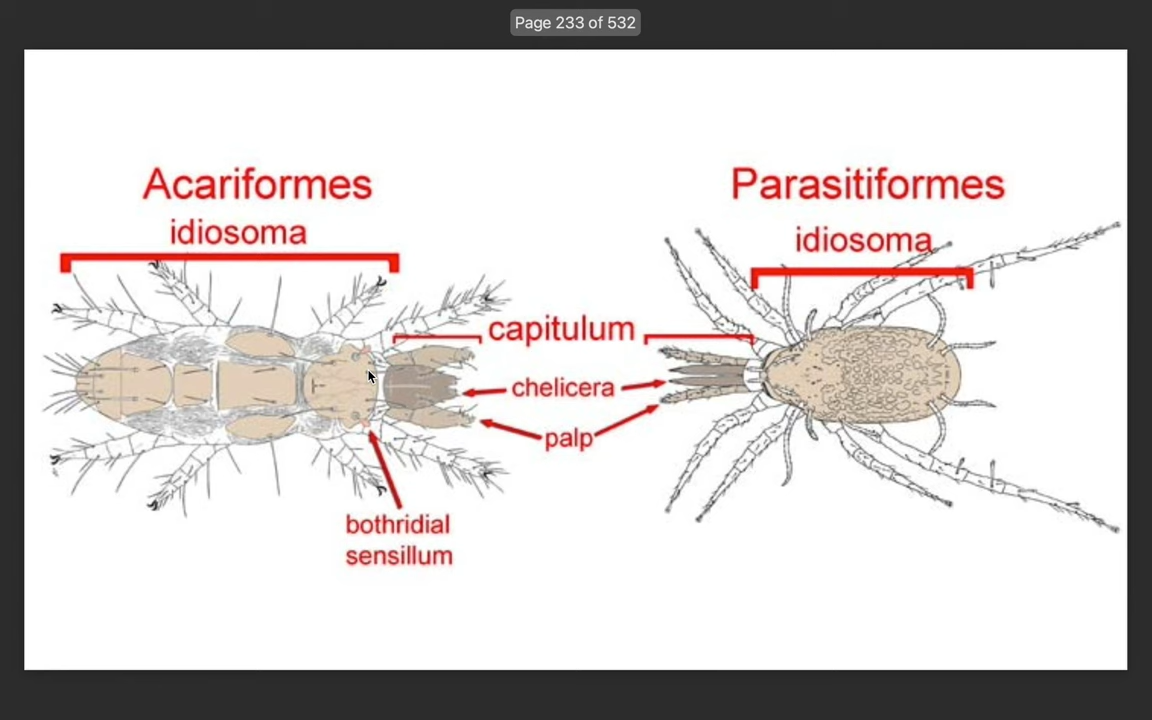 Page 233 of 532
Acariformes
idiosoma
Parasitiformes
idiosoma
capitulum
chelicera
palp
bothridial
sensillum